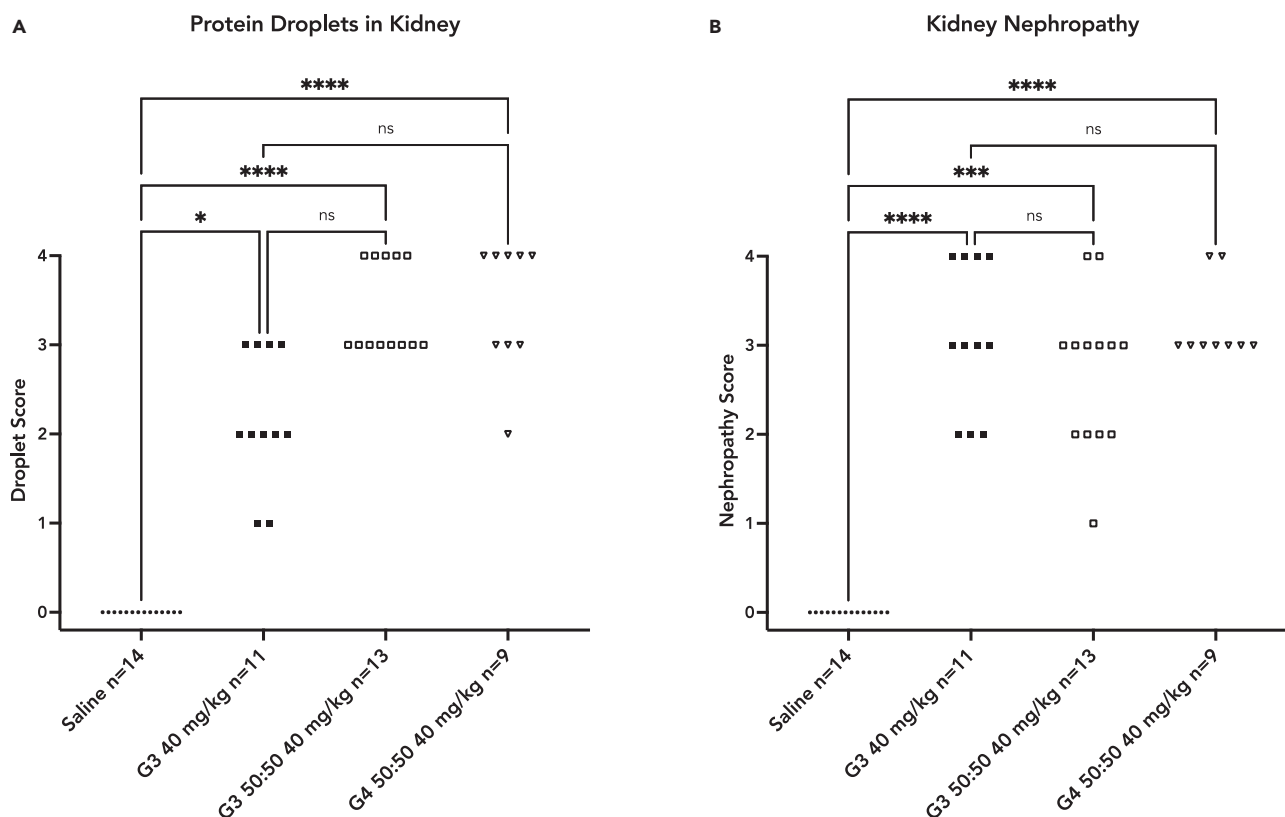 A
Protein Droplets in Kidney
****
ns
****
ns
*
4
3
2
1
0
Droplet Score
Saline n=14
G3 40 mg/kg n=11
G3 50:50 40 mg/kg n=13
G4 50:50 40 mg/kg n=9
B
Kidney Nephropathy
****
ns
***
ns
****
4
3
2
1
0
Nephropathy Score
Saline n=14
G3 40 mg/kg n=11
G3 50:50 40 mg/kg n=13
G4 50:50 40 mg/kg n=9